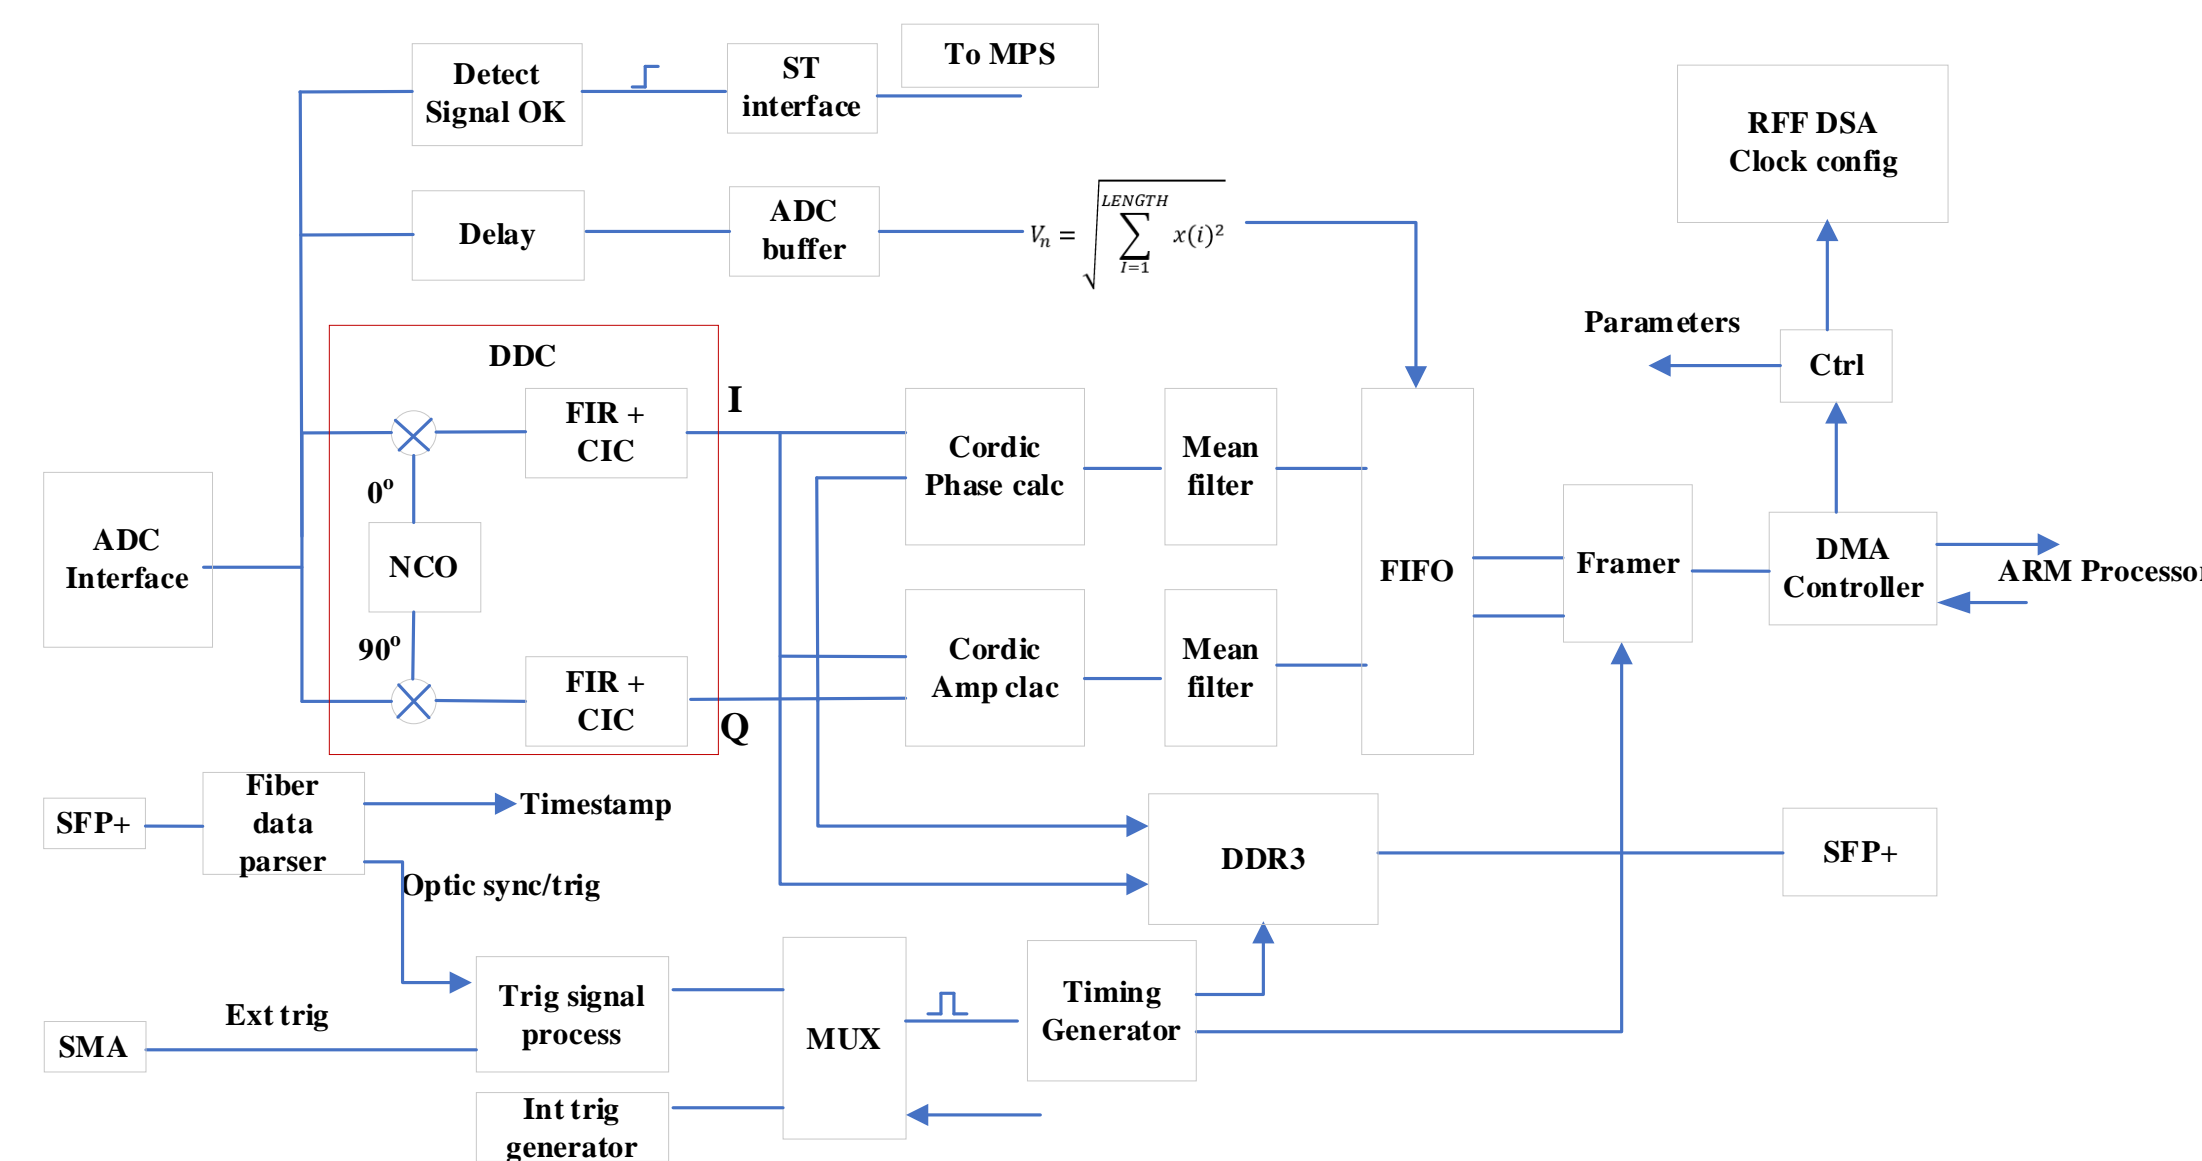 Detect
Signal OK
ST
interface
To MPS
RFF DSA
Clock config
Delay
ADC
buffer
V_n = √ ∑_{I=1}^{LENGTH} x(i)²
Parameters
Ctrl
DDC
FIR +
CIC
I
0°
NCO
90°
FIR +
CIC
Q
ADC
Interface
Cordic
Phase calc
Mean
filter
Cordic
Amp clac
Mean
filter
FIFO
Framer
DMA
Controller
ARM Processor
SFP+
Fiber
data
parser
Timestamp
Optic sync/trig
DDR3
SFP+
Ext trig
SMA
Trig signal
process
MUX
Timing
Generator
Int trig
generator